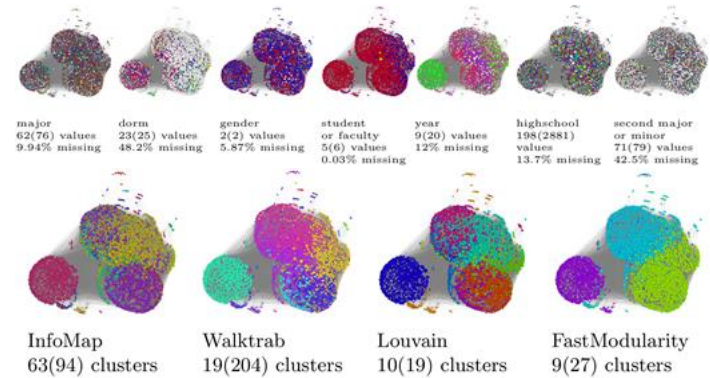 major
62(76) values
9.94% missing
dorm
23(25) values
48.2% missing
gender
2(2) values
5.87% missing
student
or faculty
5(6) values
0.03% missing
year
9(20) values
12% missing
highschool
198(2881)
values
13.7% missing
second major
or minor
71(79) values
42.5% missing
InfoMap
63(94) clusters
Walktrab
19(204) clusters
Louvain
10(19) clusters
FastModularity
9(27) clusters